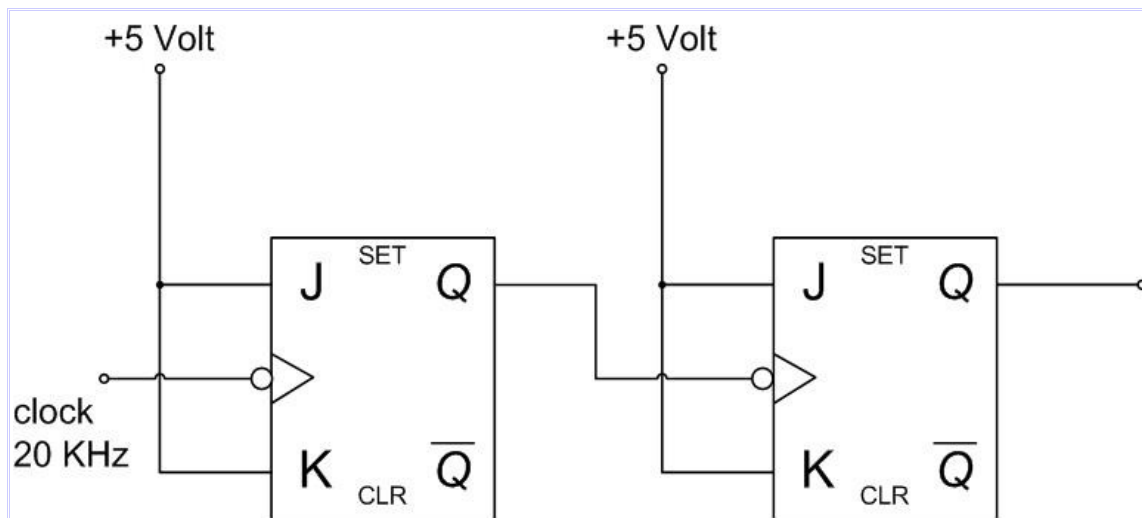 +5 Volt
+5 Volt
SET
J
Q
SET
J
Q
clock
20 KHz
K
Q
CLR
K
Q
CLR